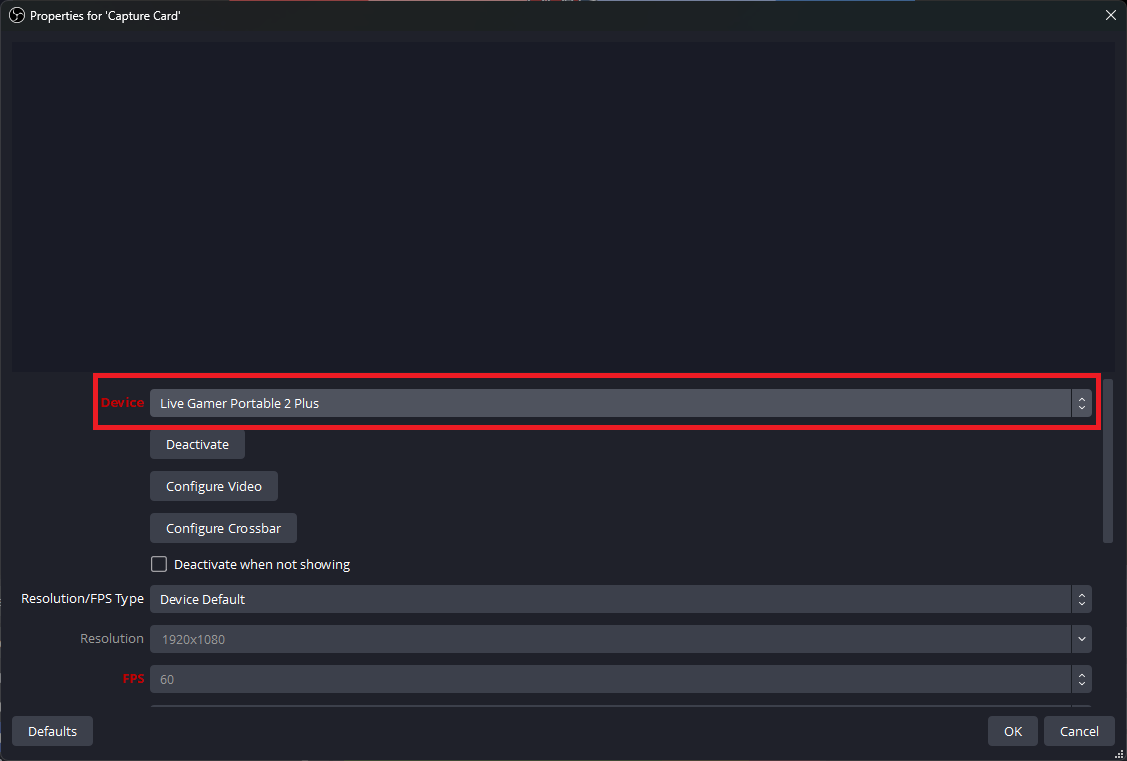 Properties for 'Capture Card'
Device Live Gamer Portable 2 Plus
Deactivate
Configure Video
Configure Crossbar
Deactivate when not showing
Resolution/FPS Type Device Default
Resolution 1920x1080
FPS 60
Defaults OK Cancel